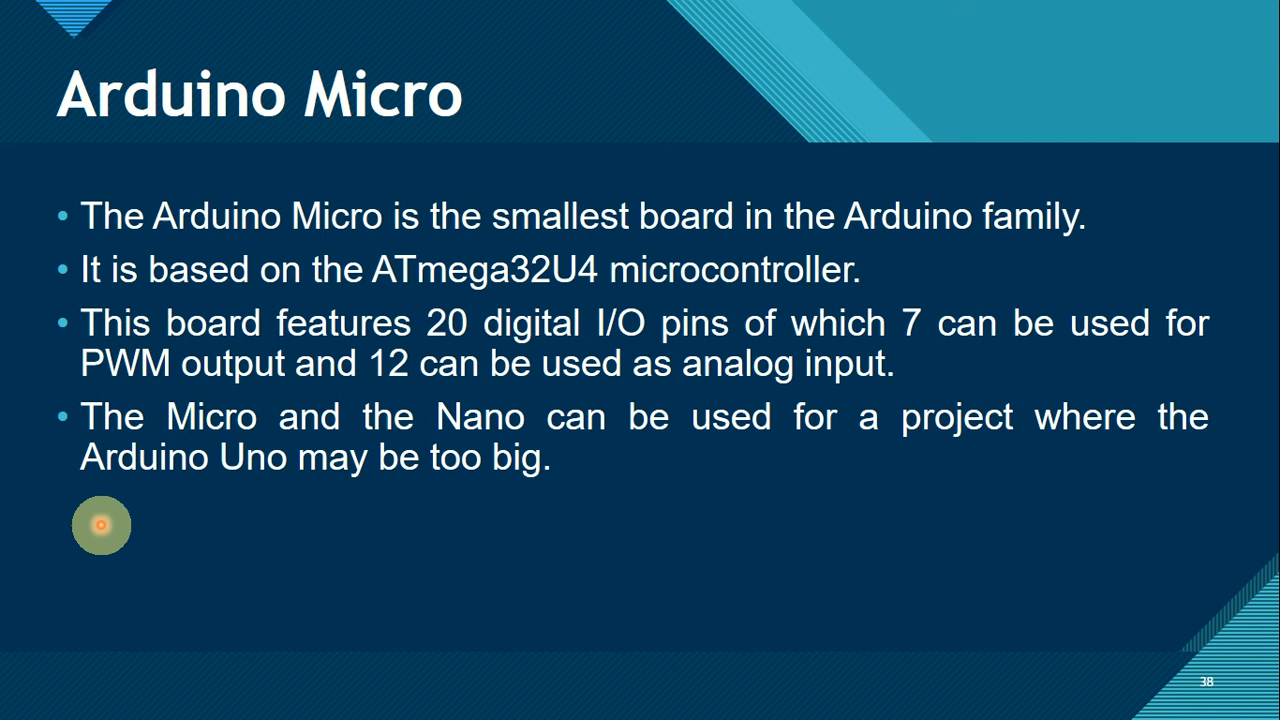 Arduino Micro
• The Arduino Micro is the smallest board in the Arduino family.
• It is based on the ATmega32U4 microcontroller.
• This board features 20 digital I/O pins of which 7 can be used for
PWM output and 12 can be used as analog input.
• The Micro and the Nano can be used for a project where the
Arduino Uno may be too big.
38